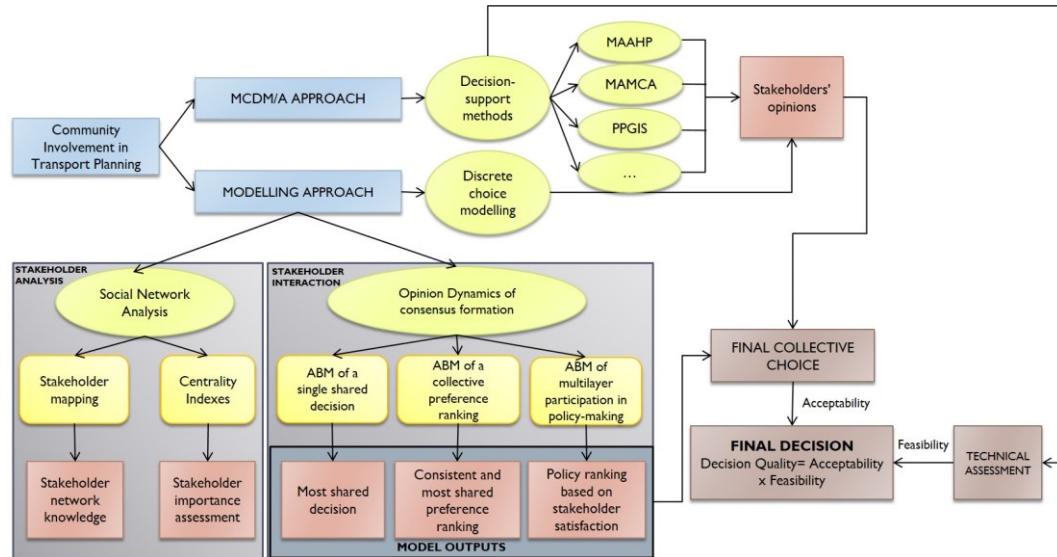 Community
Involvement in
Transport Planning
MCDM/A APPROACH
MODELLING APPROACH
Decision-
support
methods
Discrete
choice
modelling
MAAHP
MAMCA
PPGIS
...
Stakeholders'
opinions
STAKEHOLDER
ANALYSIS
Social Network
Analysis
Stakeholder
mapping
Centrality
Indexes
Stakeholder
network
knowledge
Stakeholder
importance
assessment
STAKEHOLDER
INTERACTION
Opinion Dynamics of
consensus formation
ABM of a
single shared
decision
ABM of a
collective
preference
ranking
ABM of
multilayer
participation in
policy-making
Most shared
decision
Consistent and
most shared
preference
ranking
Policy ranking
based on
stakeholder
satisfaction
MODEL OUTPUTS
FINAL COLLECTIVE
CHOICE
Acceptability
FINAL DECISION
Decision Quality= Acceptability
x Feasibility
Feasibility
TECHNICAL
ASSESSMENT